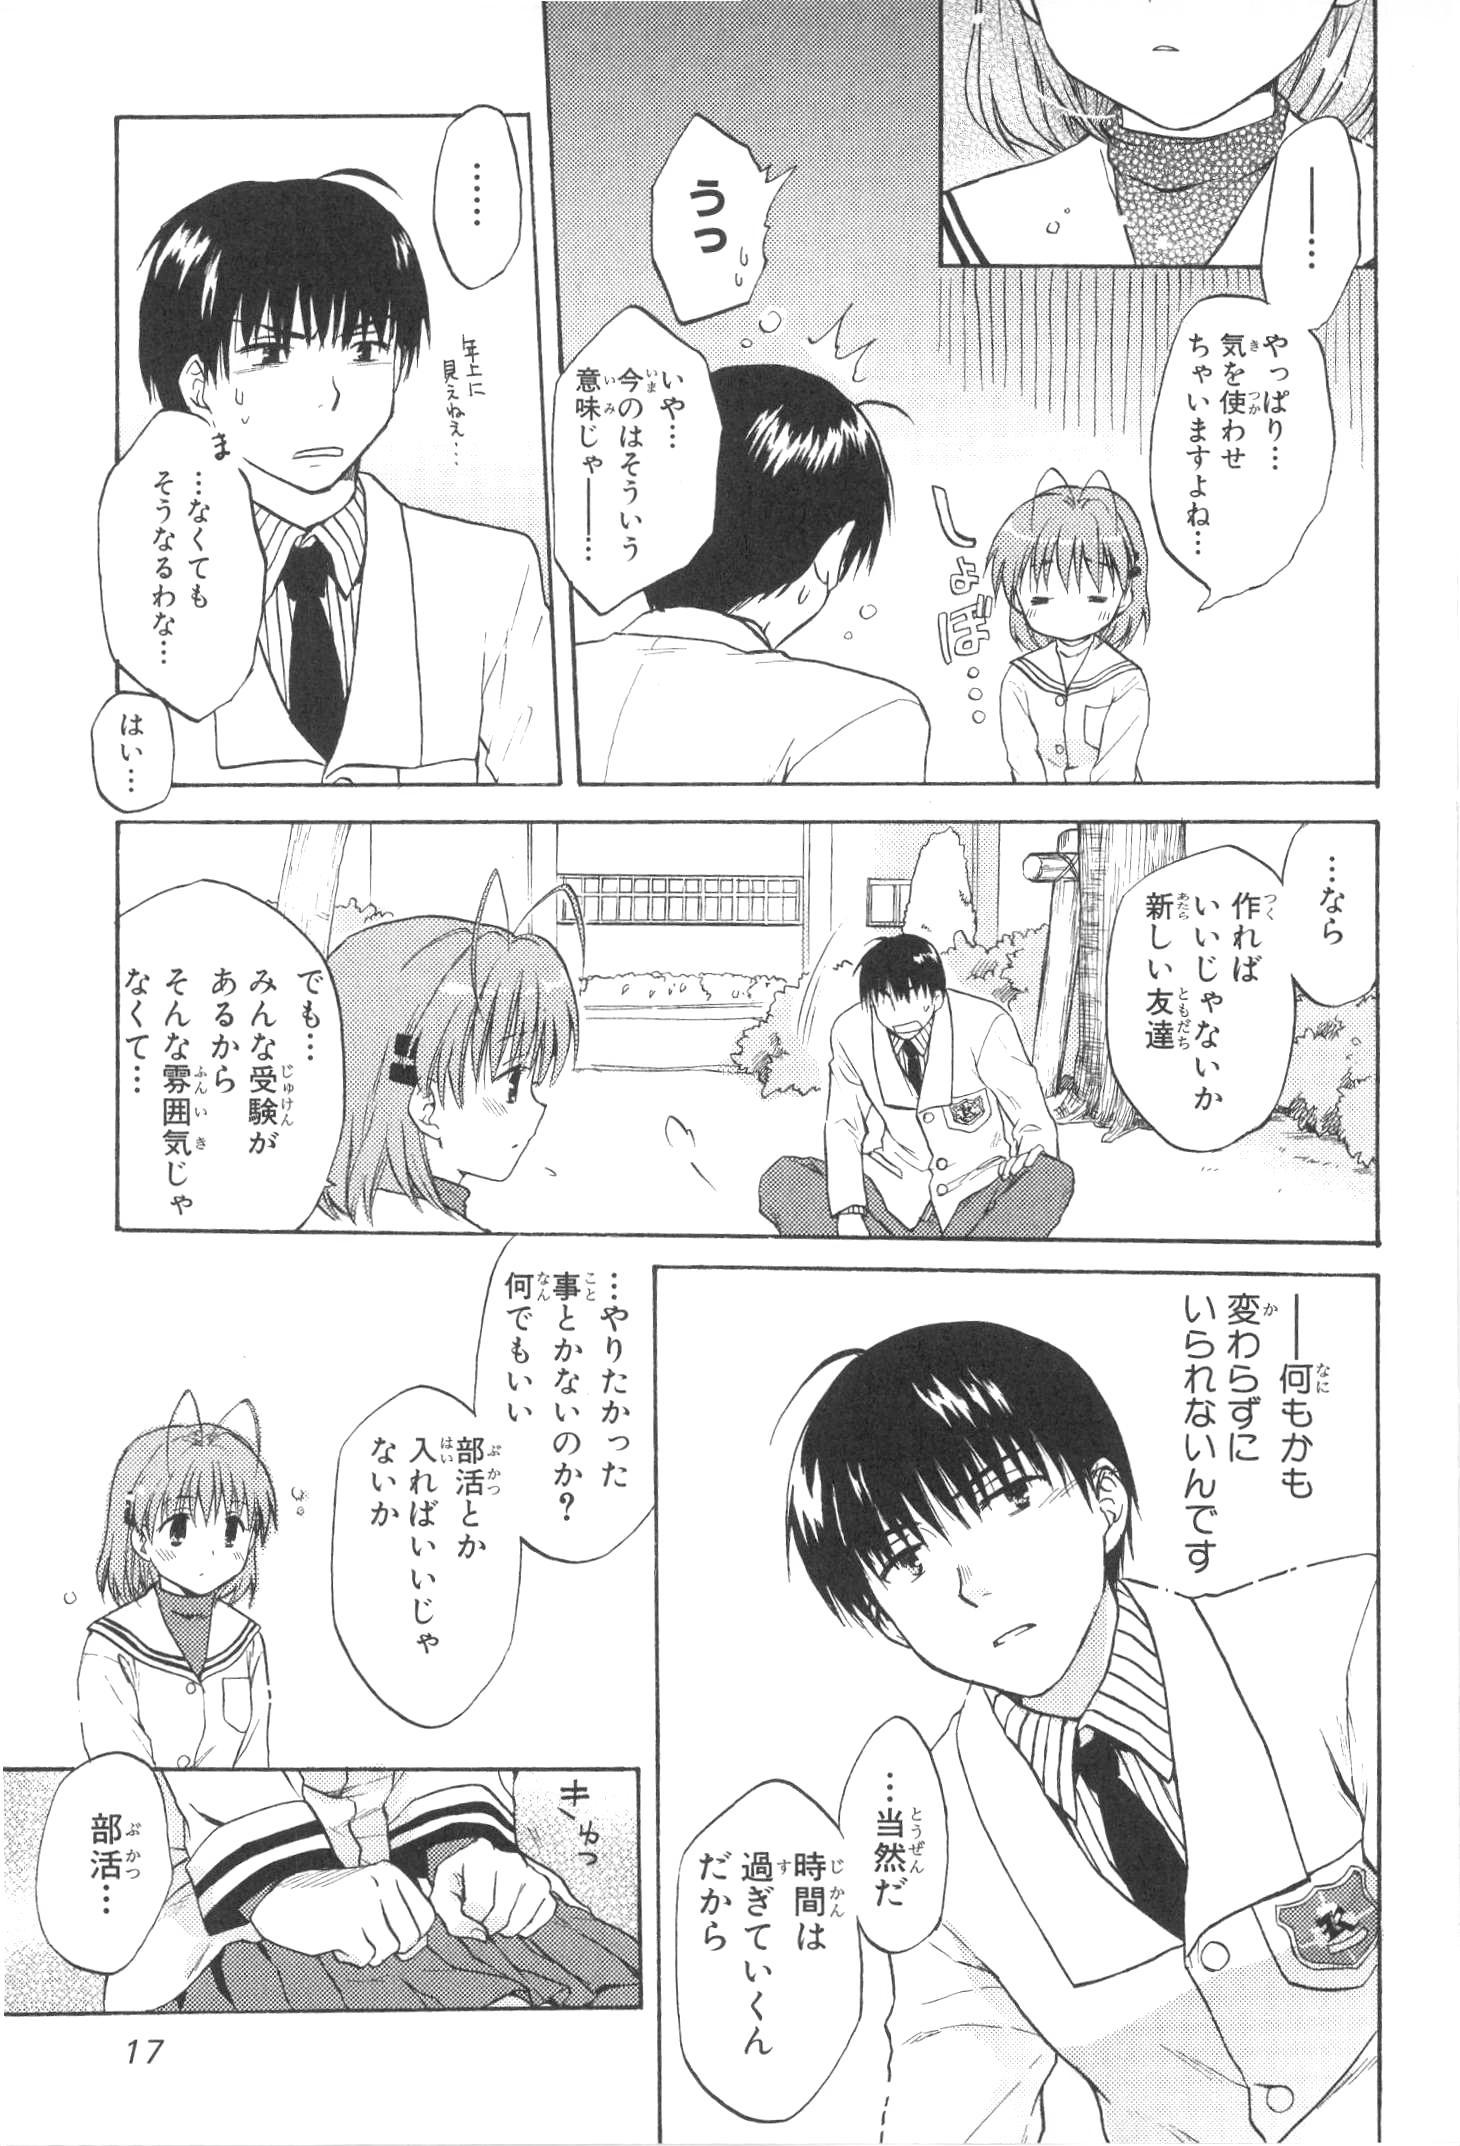 ――…
やっぱり…
気を使わせ
ちゃいますよね…
しょぼ…
うっ
いや…
今のはそういう
意味じゃ――…
……
年上に
見えねぇ…
ま
…なくても
そうなるわな…
はい…
…なら
作れば
いいじゃないか
新しい友達
でも…
みんな受験が
あるから
そんな雰囲気じゃ
なくて…
――何もかも
変わらずに
いられないんです
…当然だ
時間は
過ぎていくん
だから
…やりたかった
事とかないのか?
何でもいい
部活とか
入ればいいじゃ
ないか
きゅっ
部活…
17